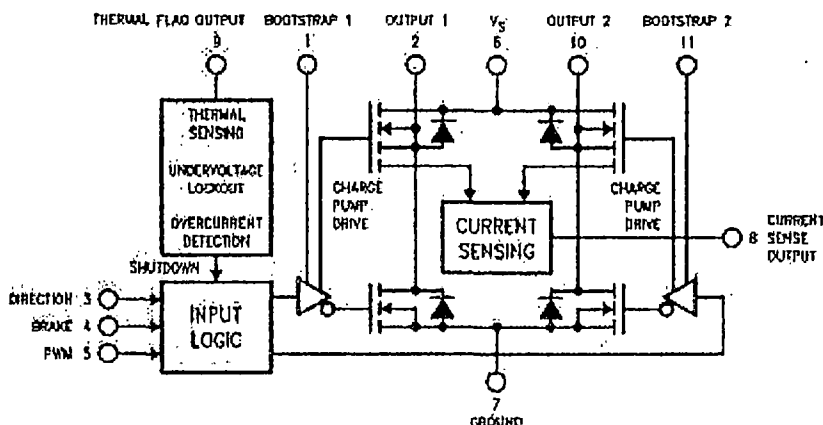 THERMAL FLAG OUTPUT
9
BOOTSTRAP 1
1
OUTPUT 1
2
VS
6
OUTPUT 2
10
BOOTSTRAP 2
11
THERMAL
SENSING
UNDERVOLTAGE
LOCKOUT
OVERCURRENT
DETECTION
SHUTDOWN
CHARGE
PUMP
DRIVE
CURRENT
SENSING
CHARGE
PUMP
DRIVE
8 CURRENT
SENSE
OUTPUT
DIRECTION 3
BRAKE 4
PWM 5
INPUT
LOGIC
7
GROUND